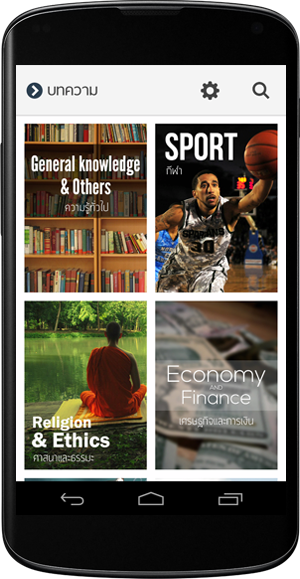 บทความ
General knowledge
& Others
ความรู้ทั่วไป
SPORT
กีฬา
Religion
& Ethics
ศาสนาและธรรมะ
Economy
AND
Finance
เศรษฐกิจและการเงิน